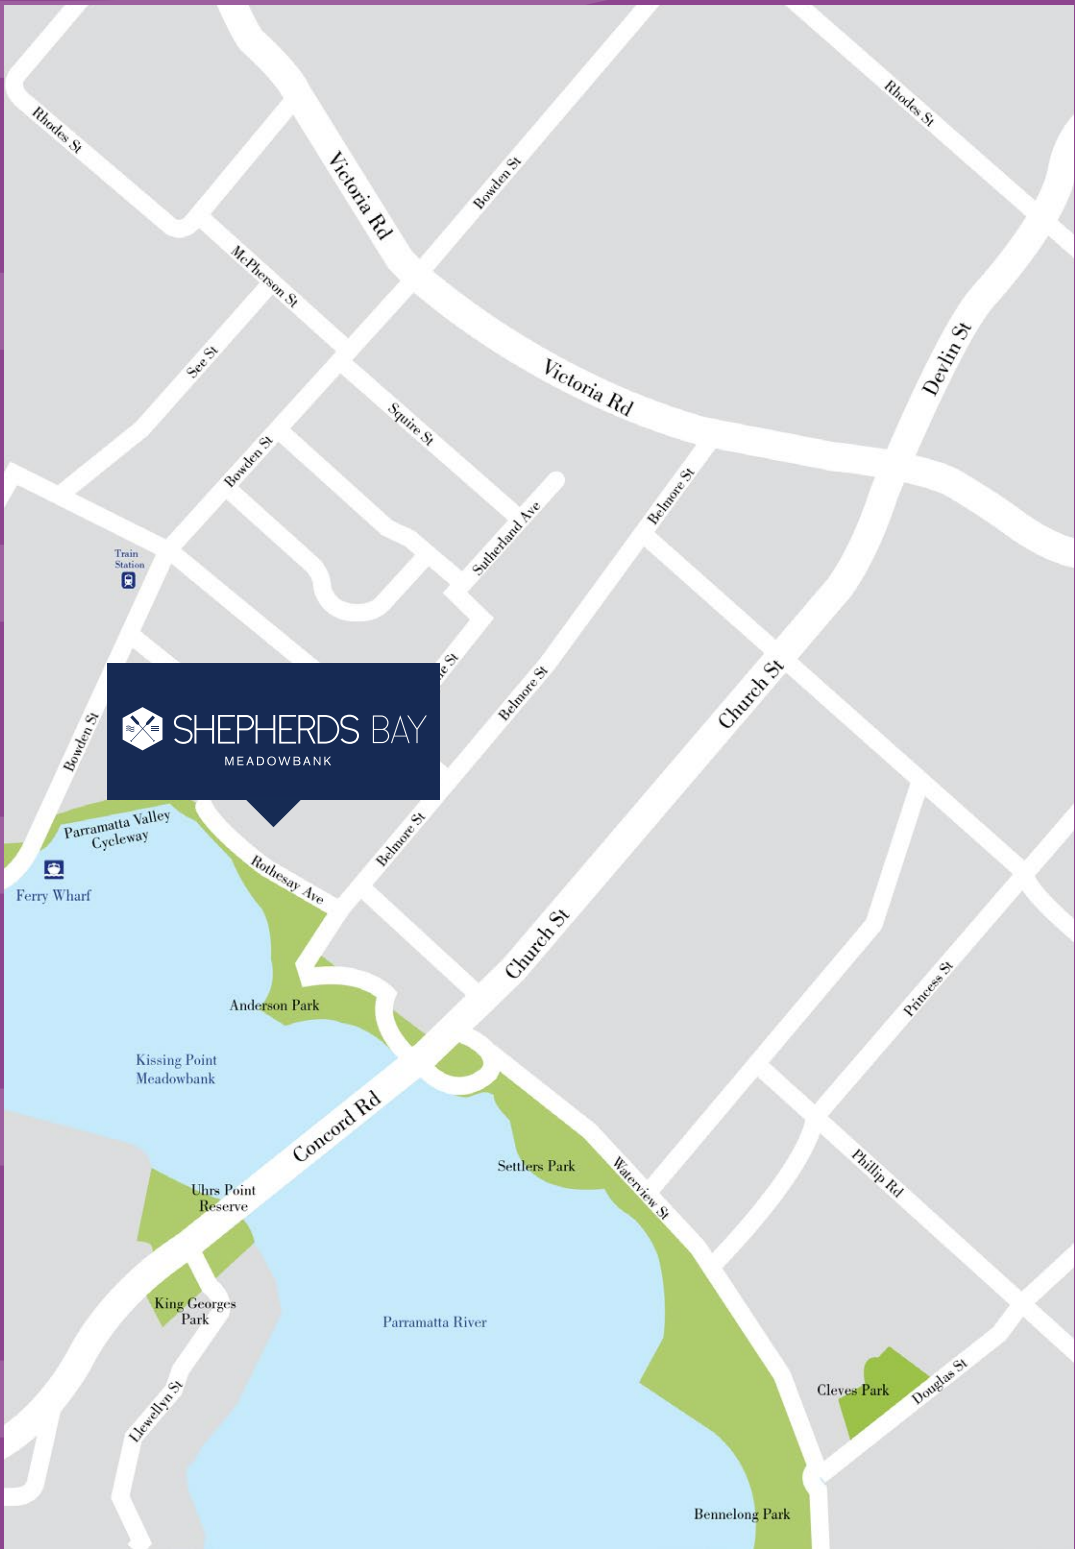 Rhodes St
Rhodes St
Victoria Rd
Bowden St
McPherson St
See St
Victoria Rd
Devlin St
Squire St
Bowden St
Belmore St
Sutherland Ave
Train
Station
Belmore St
St
Church St
Bowden St
SHEPHERDS BAY
MEADOWBANK
Parramatta Valley
Cycleway
Belmore St
Ferry Wharf
Rothesay Ave
Church St
Princess St
Anderson Park
Kissing Point
Meadowbank
Concord Rd
Settlers Park
Waterview St
Phillip Rd
Uhrs Point
Reserve
King Georges
Park
Parramatta River
Llewellyn St
Cleves Park
Douglas St
Bennelong Park